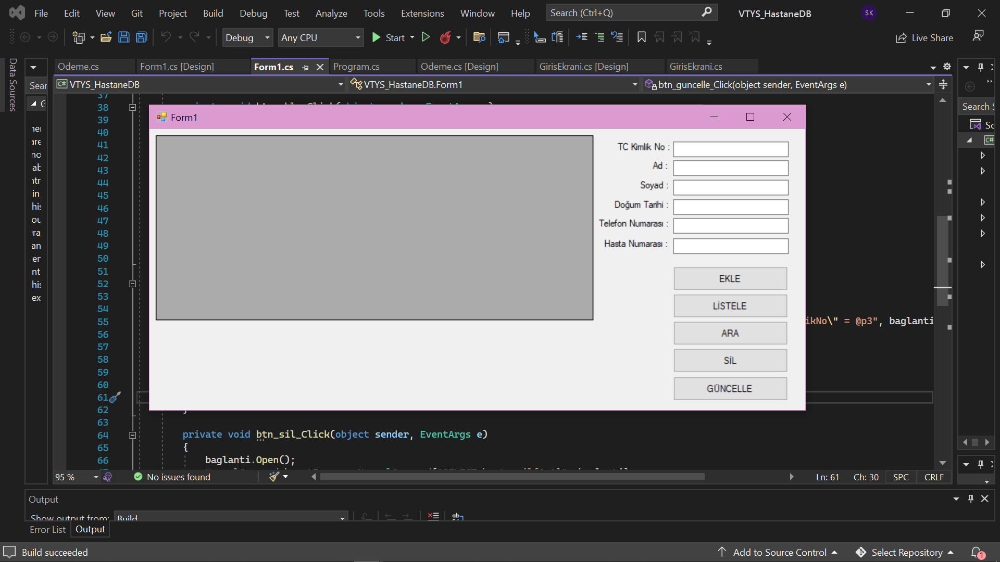 File Edit View Git Project Build Debug Test Analyze Tools Extensions Window Help Search (Ctrl+Q) VTYS_HastaneDB SK
Debug Any CPU Start Live Share
Data Sources
Odeme.cs Form1.cs [Design] Form1.cs Program.cs Odeme.cs [Design] GirisEkrani.cs [Design] GirisEkrani.cs
Sear
C# VTYS_HastaneDB VTYS_HastaneDB.Form1 btn_guncelle_Click(object sender, EventArgs e)
Search
37
38
39
40
41
42
43
44
45
46
47
48
49
50
51
52
53
54
55
56
57
58
59
60
61
62
63
64
65
66
Form1
TC Kimlik No :
Ad :
Soyad :
Doğum Tarihi :
Telefon Numarası :
Hasta Numarası :
EKLE
LİSTELE
ARA
SİL
GÜNCELLE
ikNo\" = @p3", baglanti
}
private void btn_sil_Click(object sender, EventArgs e)
{
baglanti.Open();
95 % No issues found Ln: 61 Ch: 30 SPC CRLF
Output
Show output from: Build
Error List Output
Build succeeded Add to Source Control Select Repository 1